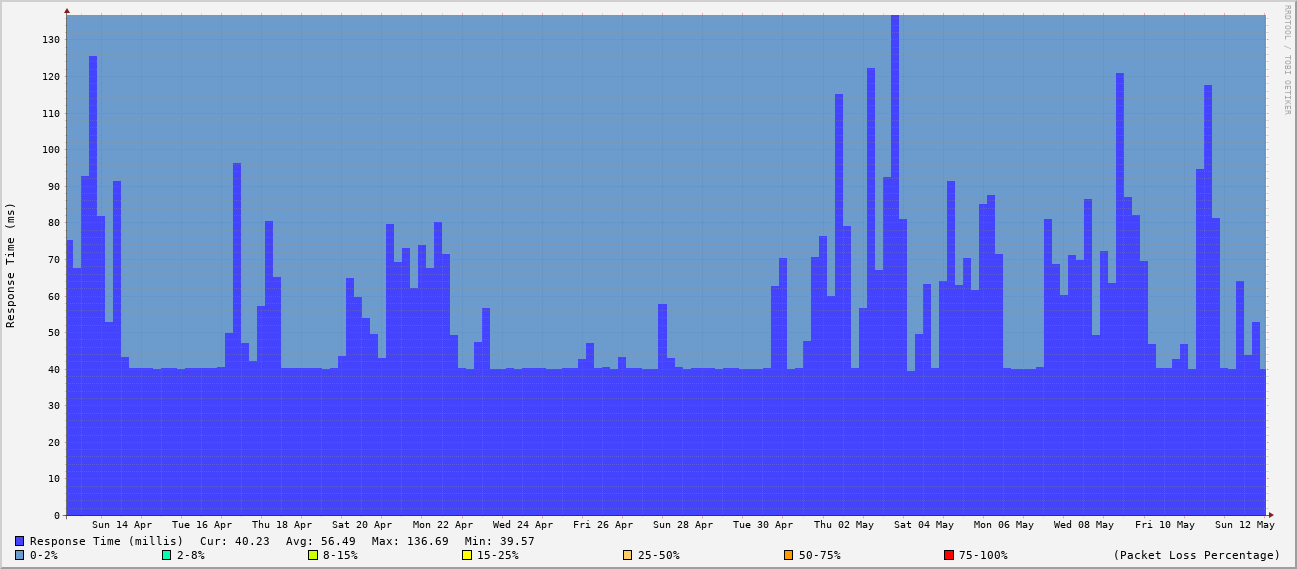 RRDTOOL / TOBI OETIKER
Response Time (ms)
130
120
110
100
90
80
70
60
50
40
30
20
10
0
Sun 14 Apr Tue 16 Apr Thu 18 Apr Sat 20 Apr Mon 22 Apr Wed 24 Apr Fri 26 Apr Sun 28 Apr Tue 30 Apr Thu 02 May Sat 04 May Mon 06 May Wed 08 May Fri 10 May Sun 12 May
Response Time (millis) Cur: 40.23 Avg: 56.49 Max: 136.69 Min: 39.57
0-2% 2-8% 8-15% 15-25% 25-50% 50-75% 75-100% (Packet Loss Percentage)